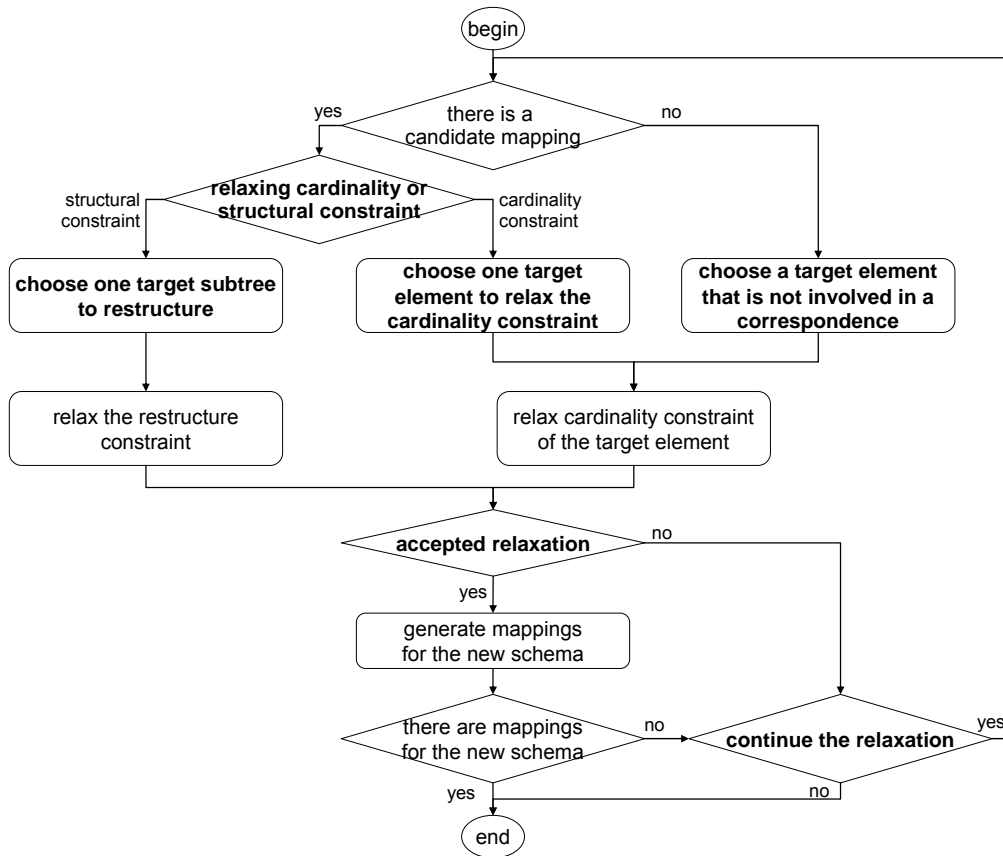 begin
yes
there is a
candidate mapping
no
structural
constraint
relaxing cardinality or
structural constraint
cardinality
constraint
choose one target subtree
to restructure
choose one target
element to relax the
cardinality constraint
choose a target element
that is not involved in a
correspondence
relax the restructure
constraint
relax cardinality constraint
of the target element
accepted relaxation
no
yes
generate mappings
for the new schema
there are mappings
for the new schema
no
continue the relaxation
yes
yes
no
end